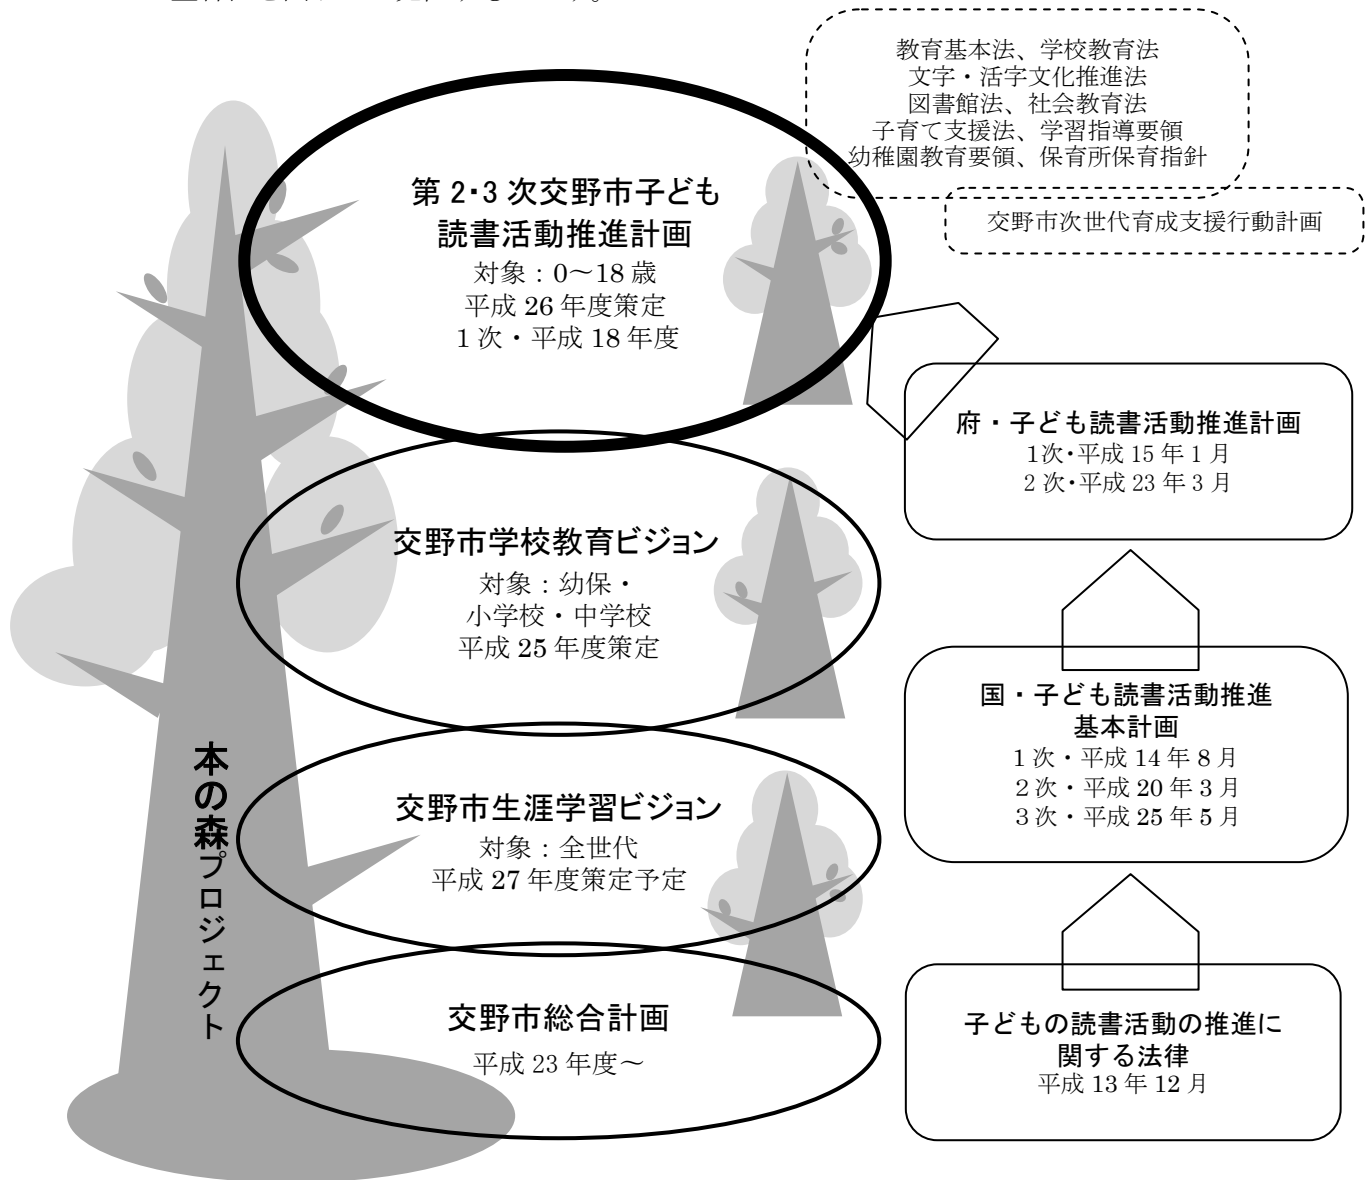 教育基本法、学校教育法
文字・活字文化推進法
図書館法、社会教育法
子育て支援法、学習指導要領
幼稚園教育要領、保育所保育指針
交野市次世代育成支援行動計画
第 2・3 次交野市子ども
読書活動推進計画
対象：0～18 歳
平成 26 年度策定
1 次・平成 18 年度
府・子ども読書活動推進計画
1次・平成 15 年 1 月
2 次・平成 23 年 3 月
交野市学校教育ビジョン
対象：幼保・
小学校・中学校
平成 25 年度策定
国・子ども読書活動推進
基本計画
1 次・平成 14 年 8 月
2 次・平成 20 年 3 月
3 次・平成 25 年 5 月
交野市生涯学習ビジョン
対象：全世代
平成 27 年度策定予定
交野市総合計画
平成 23 年度～
子どもの読書活動の推進に
関する法律
平成 13 年 12 月
本の森プロジェクト